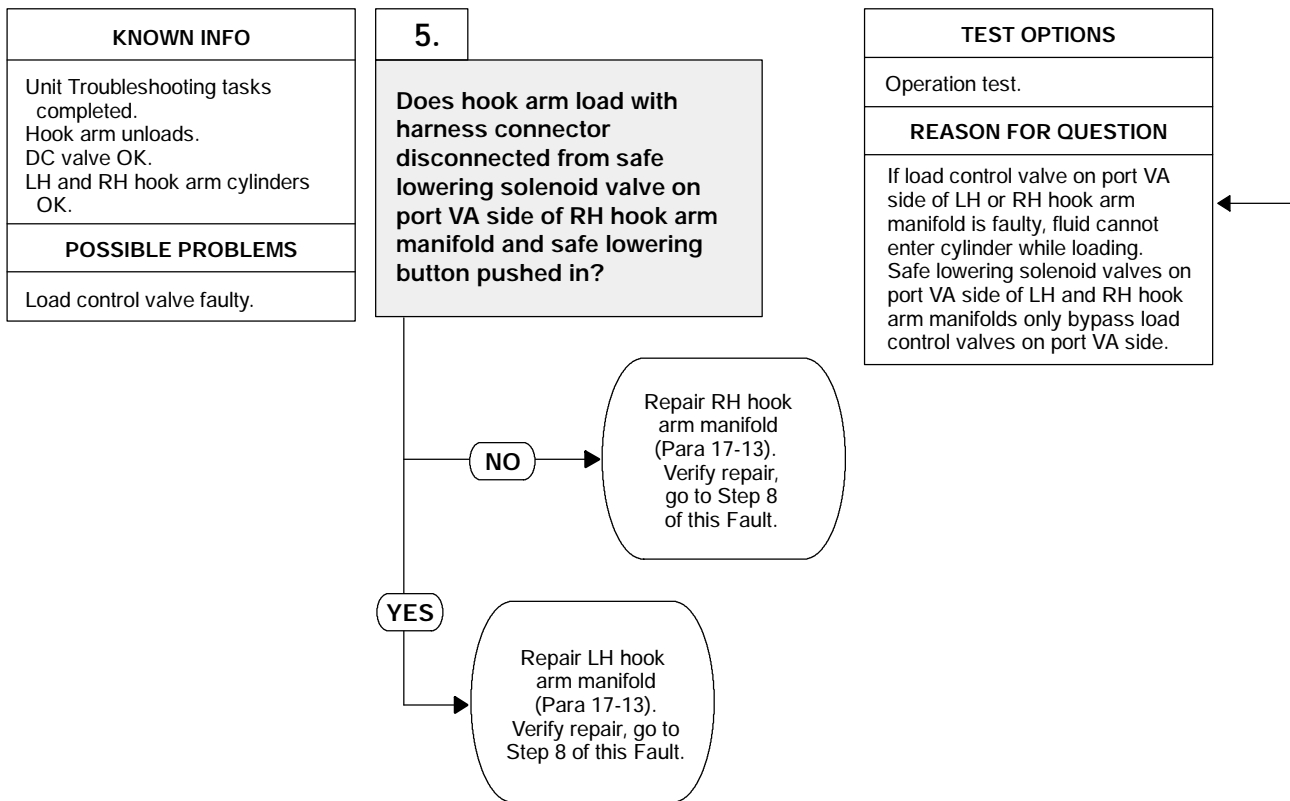 KNOWN INFO
Unit Troubleshooting tasks
completed.
Hook arm unloads.
DC valve OK.
LH and RH hook arm cylinders
OK.
POSSIBLE PROBLEMS
Load control valve faulty.
5.
Does hook arm load with
harness connector
disconnected from safe
lowering solenoid valve on
port VA side of RH hook arm
manifold and safe lowering
button pushed in?
TEST OPTIONS
Operation test.
REASON FOR QUESTION
If load control valve on port VA
side of LH or RH hook arm
manifold is faulty, fluid cannot
enter cylinder while loading.
Safe lowering solenoid valves on
port VA side of LH and RH hook
arm manifolds only bypass load
control valves on port VA side.
NO
Repair RH hook
arm manifold
(Para 17-13).
Verify repair,
go to Step 8
of this Fault.
YES
Repair LH hook
arm manifold
(Para 17-13).
Verify repair, go to
Step 8 of this Fault.